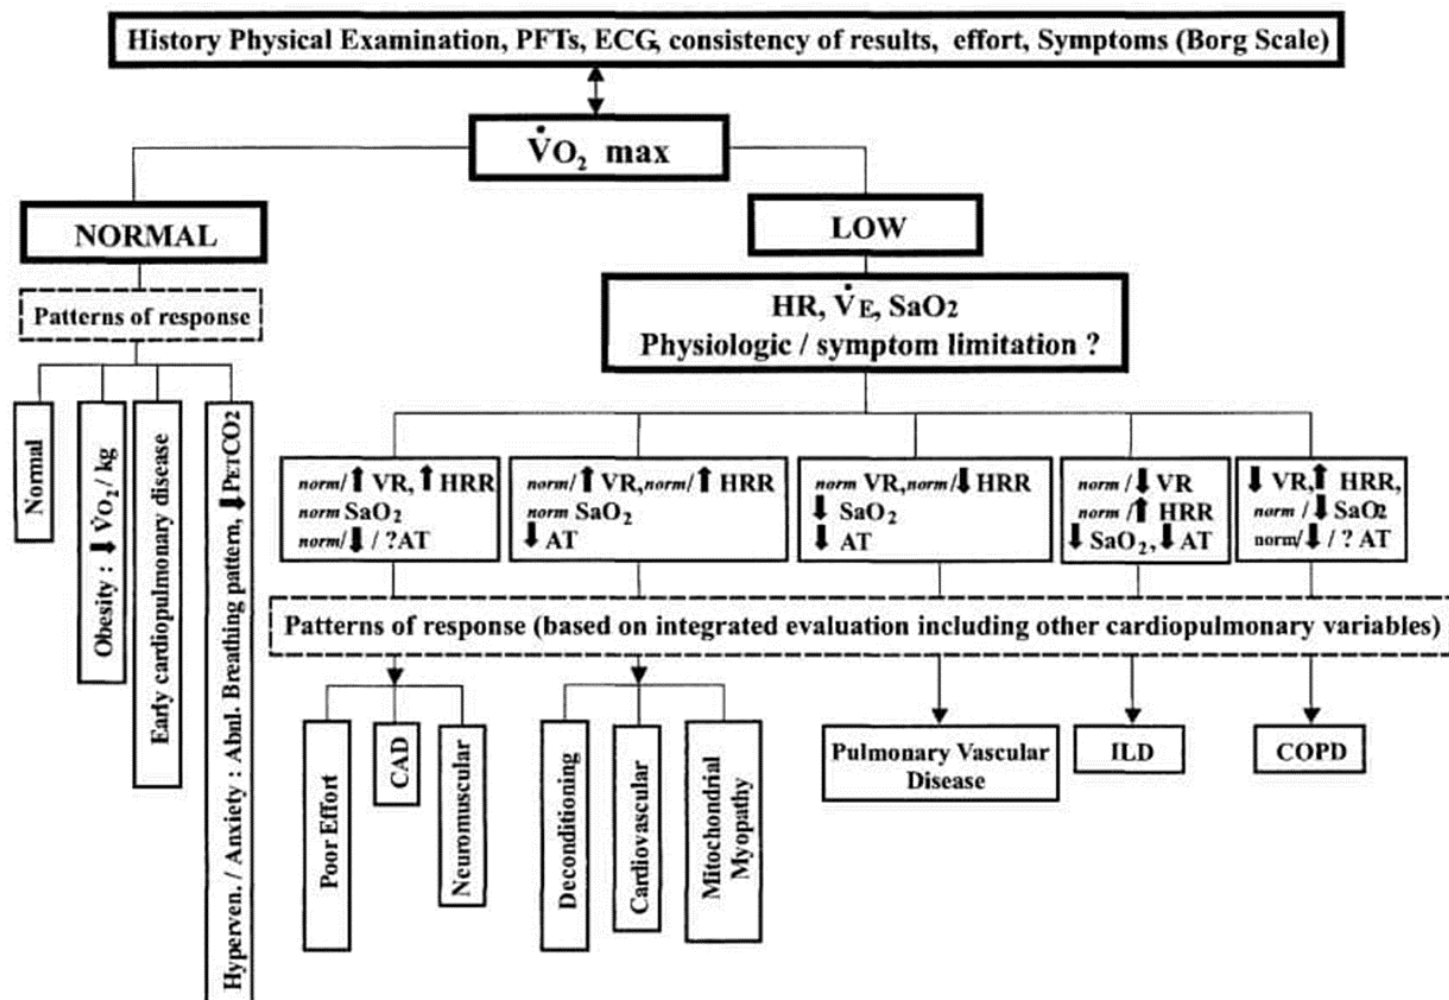 History Physical Examination, PFTs, ECG, consistency of results, effort, Symptoms (Borg Scale)
V̇O₂ max
NORMAL
LOW
Patterns of response
HR, V̇E, SaO2
Physiologic / symptom limitation ?
Normal
Obesity : ⬇ V̇O₂/ kg
Early cardiopulmonary disease
Hyperven. / Anxiety : Abnl. Breathing pattern, ⬇PETCO2
norm/⬆ VR, ⬆ HRR
norm SaO₂
norm/⬇ / ?AT
norm/⬆ VR,norm/⬆ HRR
norm SaO₂
⬇ AT
norm VR,norm/⬇ HRR
⬇ SaO₂
⬇ AT
norm /⬇ VR
norm /⬆ HRR
⬇SaO₂,⬇ AT
⬇ VR,⬆ HRR,
norm /⬇ SaO2
norm/⬇ / ? AT
Patterns of response (based on integrated evaluation including other cardiopulmonary variables)
Poor Effort
CAD
Neuromuscular
Deconditioning
Cardiovascular
Mitochondrial
Myopathy
Pulmonary Vascular
Disease
ILD
COPD